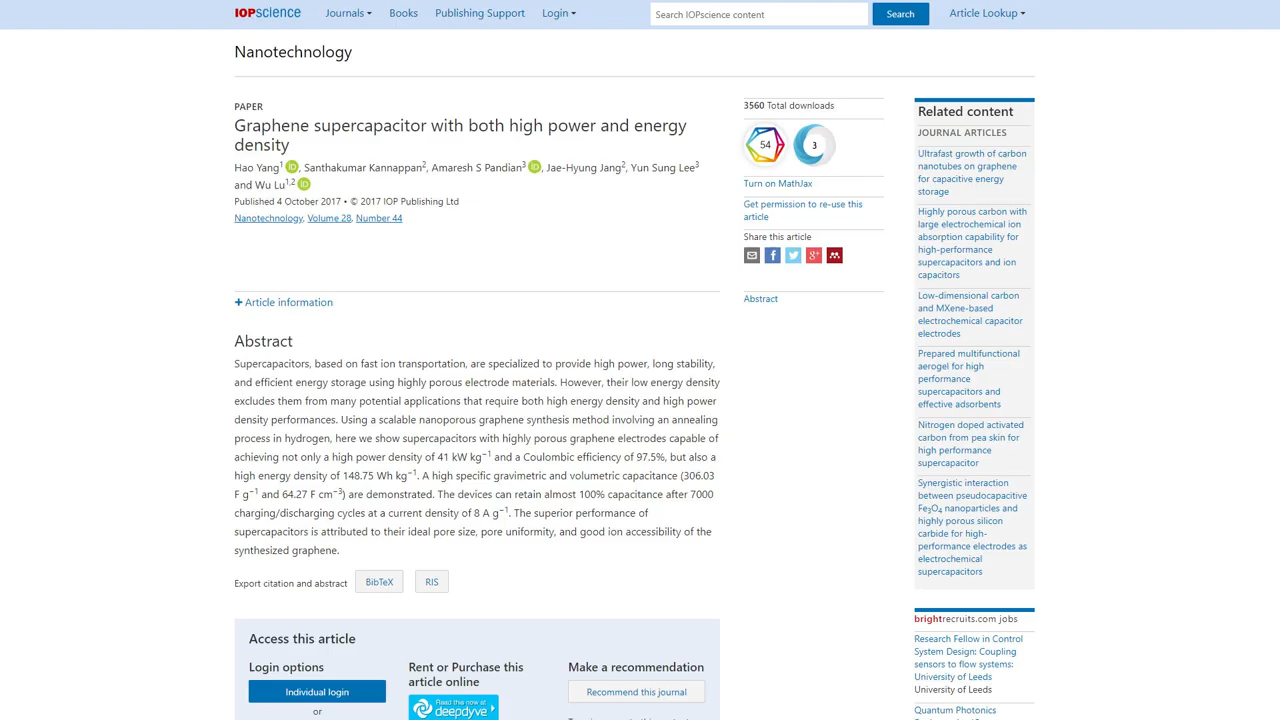 IOPscience Journals Books Publishing Support Login Search IOPscience content Search Article Lookup
Nanotechnology
PAPER
Graphene supercapacitor with both high power and energy
density
Hao Yang1 iD, Santhakumar Kannappan2, Amaresh S Pandian3 iD, Jae-Hyung Jang2, Yun Sung Lee3
and Wu Lu1,2 iD
Published 4 October 2017 • © 2017 IOP Publishing Ltd
Nanotechnology, Volume 28, Number 44
+ Article information
Abstract
Supercapacitors, based on fast ion transportation, are specialized to provide high power, long stability,
and efficient energy storage using highly porous electrode materials. However, their low energy density
excludes them from many potential applications that require both high energy density and high power
density performances. Using a scalable nanoporous graphene synthesis method involving an annealing
process in hydrogen, here we show supercapacitors with highly porous graphene electrodes capable of
achieving not only a high power density of 41 kW kg−1 and a Coulombic efficiency of 97.5%, but also a
high energy density of 148.75 Wh kg−1. A high specific gravimetric and volumetric capacitance (306.03
F g−1 and 64.27 F cm−3) are demonstrated. The devices can retain almost 100% capacitance after 7000
charging/discharging cycles at a current density of 8 A g−1. The superior performance of
supercapacitors is attributed to their ideal pore size, pore uniformity, and good ion accessibility of the
synthesized graphene.
Export citation and abstract BibTeX RIS
Access this article
Login options
Individual login
or
Rent or Purchase this
article online
Read this now at
deepdyve
Make a recommendation
Recommend this journal
3560 Total downloads
54
3
Turn on MathJax
Get permission to re-use this
article
Share this article
Abstract
Related content
JOURNAL ARTICLES
Ultrafast growth of carbon
nanotubes on graphene
for capacitive energy
storage
Highly porous carbon with
large electrochemical ion
absorption capability for
high-performance
supercapacitors and ion
capacitors
Low-dimensional carbon
and MXene-based
electrochemical capacitor
electrodes
Prepared multifunctional
aerogel for high
performance
supercapacitors and
effective adsorbents
Nitrogen doped activated
carbon from pea skin for
high performance
supercapacitor
Synergistic interaction
between pseudocapacitive
Fe3O4 nanoparticles and
highly porous silicon
carbide for high-
performance electrodes as
electrochemical
supercapacitors
brightrecruits.com jobs
Research Fellow in Control
System Design: Coupling
sensors to flow systems:
University of Leeds
University of Leeds
Quantum Photonics